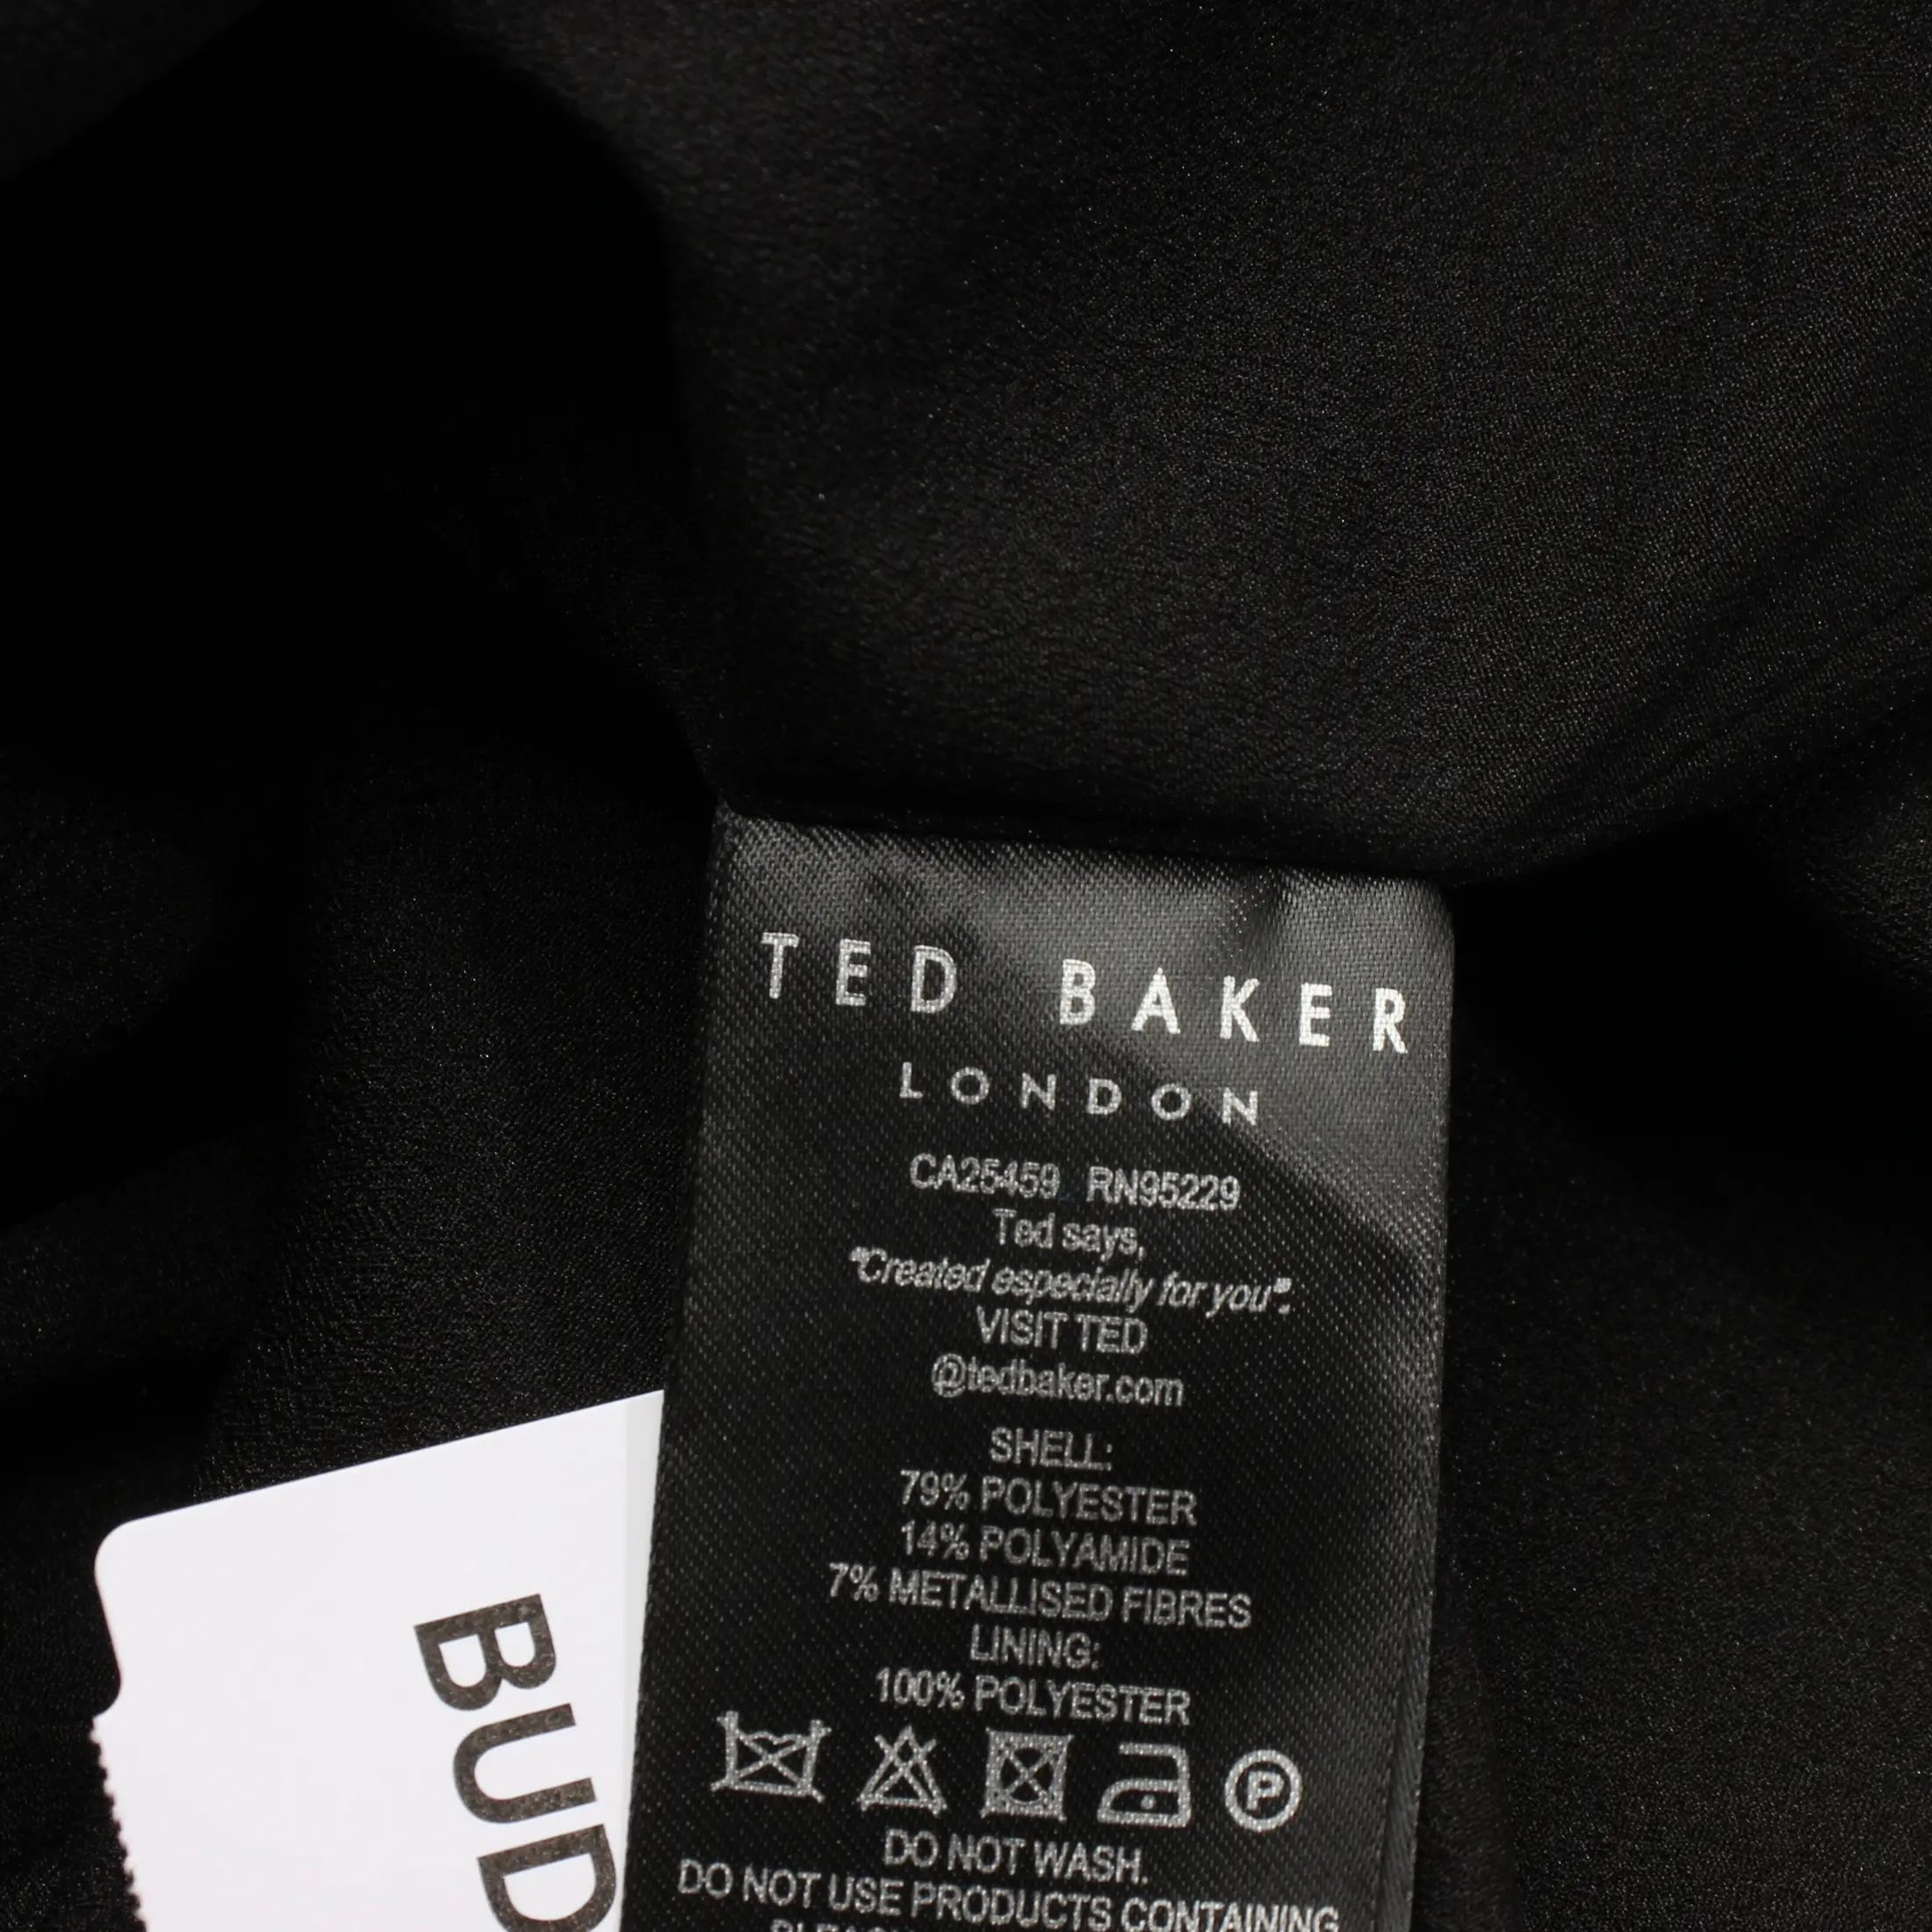 TED BAKER
LONDON
CA25459 RN95229
Ted says,
"Created especially for you".
VISIT TED
@tedbaker.com
SHELL:
79% POLYESTER
14% POLYAMIDE
7% METALLISED FIBRES
LINING:
100% POLYESTER
P
DO NOT WASH.
DO NOT USE PRODUCTS CONTAINING
BUD